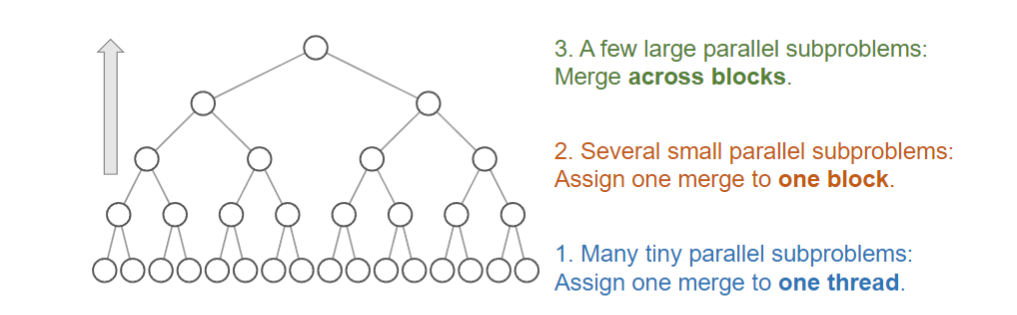 3. A few large parallel subproblems:
Merge across blocks.
2. Several small parallel subproblems:
Assign one merge to one block.
1. Many tiny parallel subproblems:
Assign one merge to one thread.